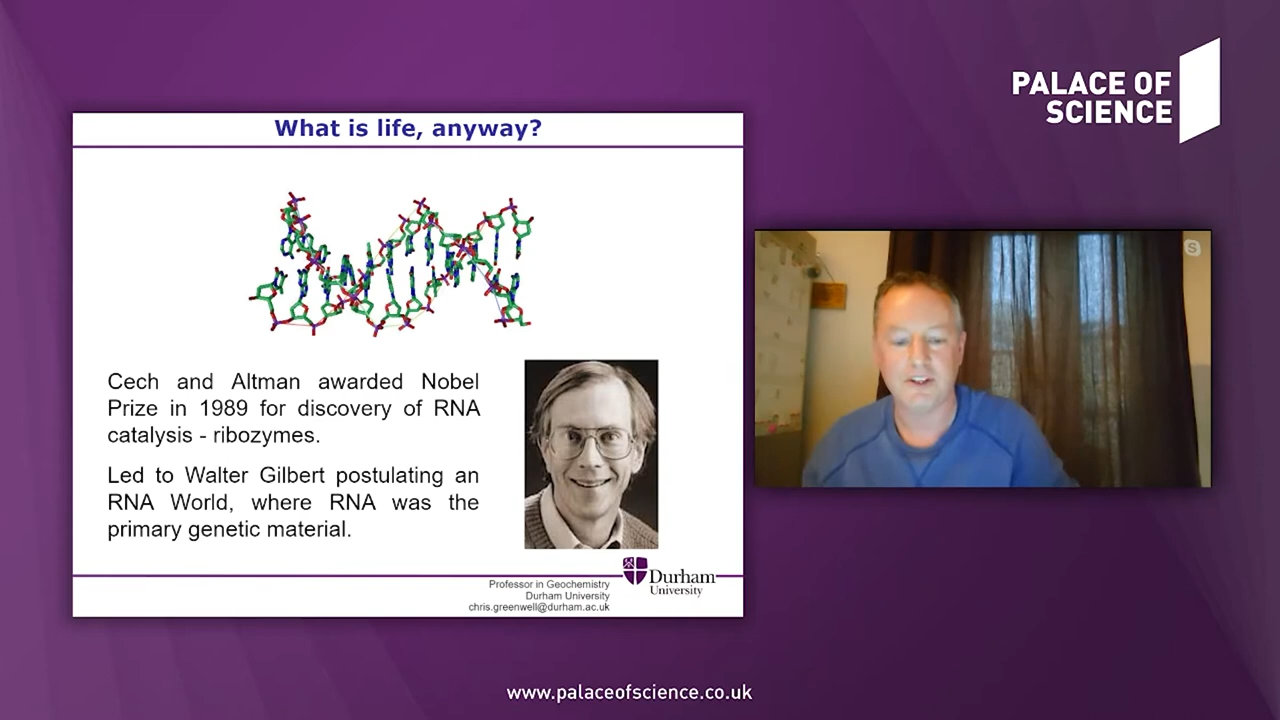 PALACE OF
SCIENCE
What is life, anyway?
Cech and Altman awarded Nobel
Prize in 1989 for discovery of RNA
catalysis - ribozymes.
Led to Walter Gilbert postulating an
RNA World, where RNA was the
primary genetic material.
Professor in Geochemistry
Durham University
chris.greenwell@durham.ac.uk
Durham
University
www.palaceofscience.co.uk